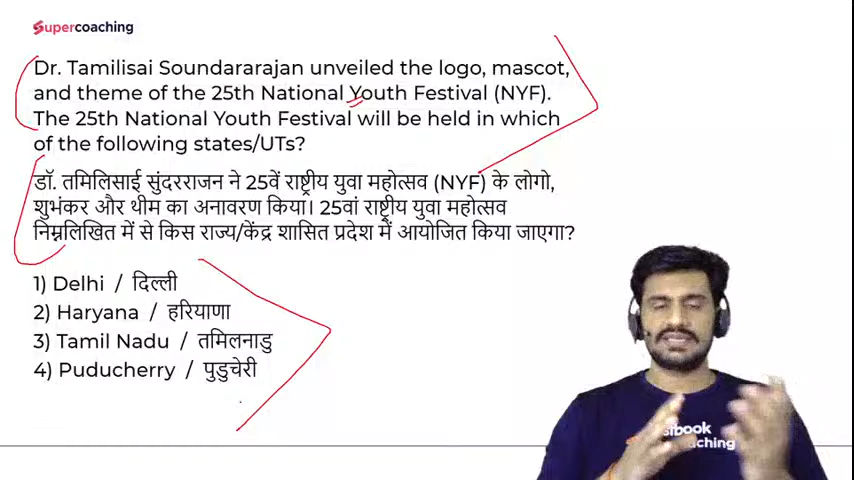 Supercoaching
Dr. Tamilisai Soundararajan unveiled the logo, mascot,
and theme of the 25th National Youth Festival (NYF).
The 25th National Youth Festival will be held in which
of the following states/UTs?
डॉ. तमिलिसाई सुंदरराजन ने 25वें राष्ट्रीय युवा महोत्सव (NYF) के लोगो,
शुभंकर और थीम का अनावरण किया। 25वां राष्ट्रीय युवा महोत्सव
निम्नलिखित में से किस राज्य/केंद्र शासित प्रदेश में आयोजित किया जाएगा?
1) Delhi / दिल्ली
2) Haryana / हरियाणा
3) Tamil Nadu / तमिलनाडु
4) Puducherry / पुडुचेरी